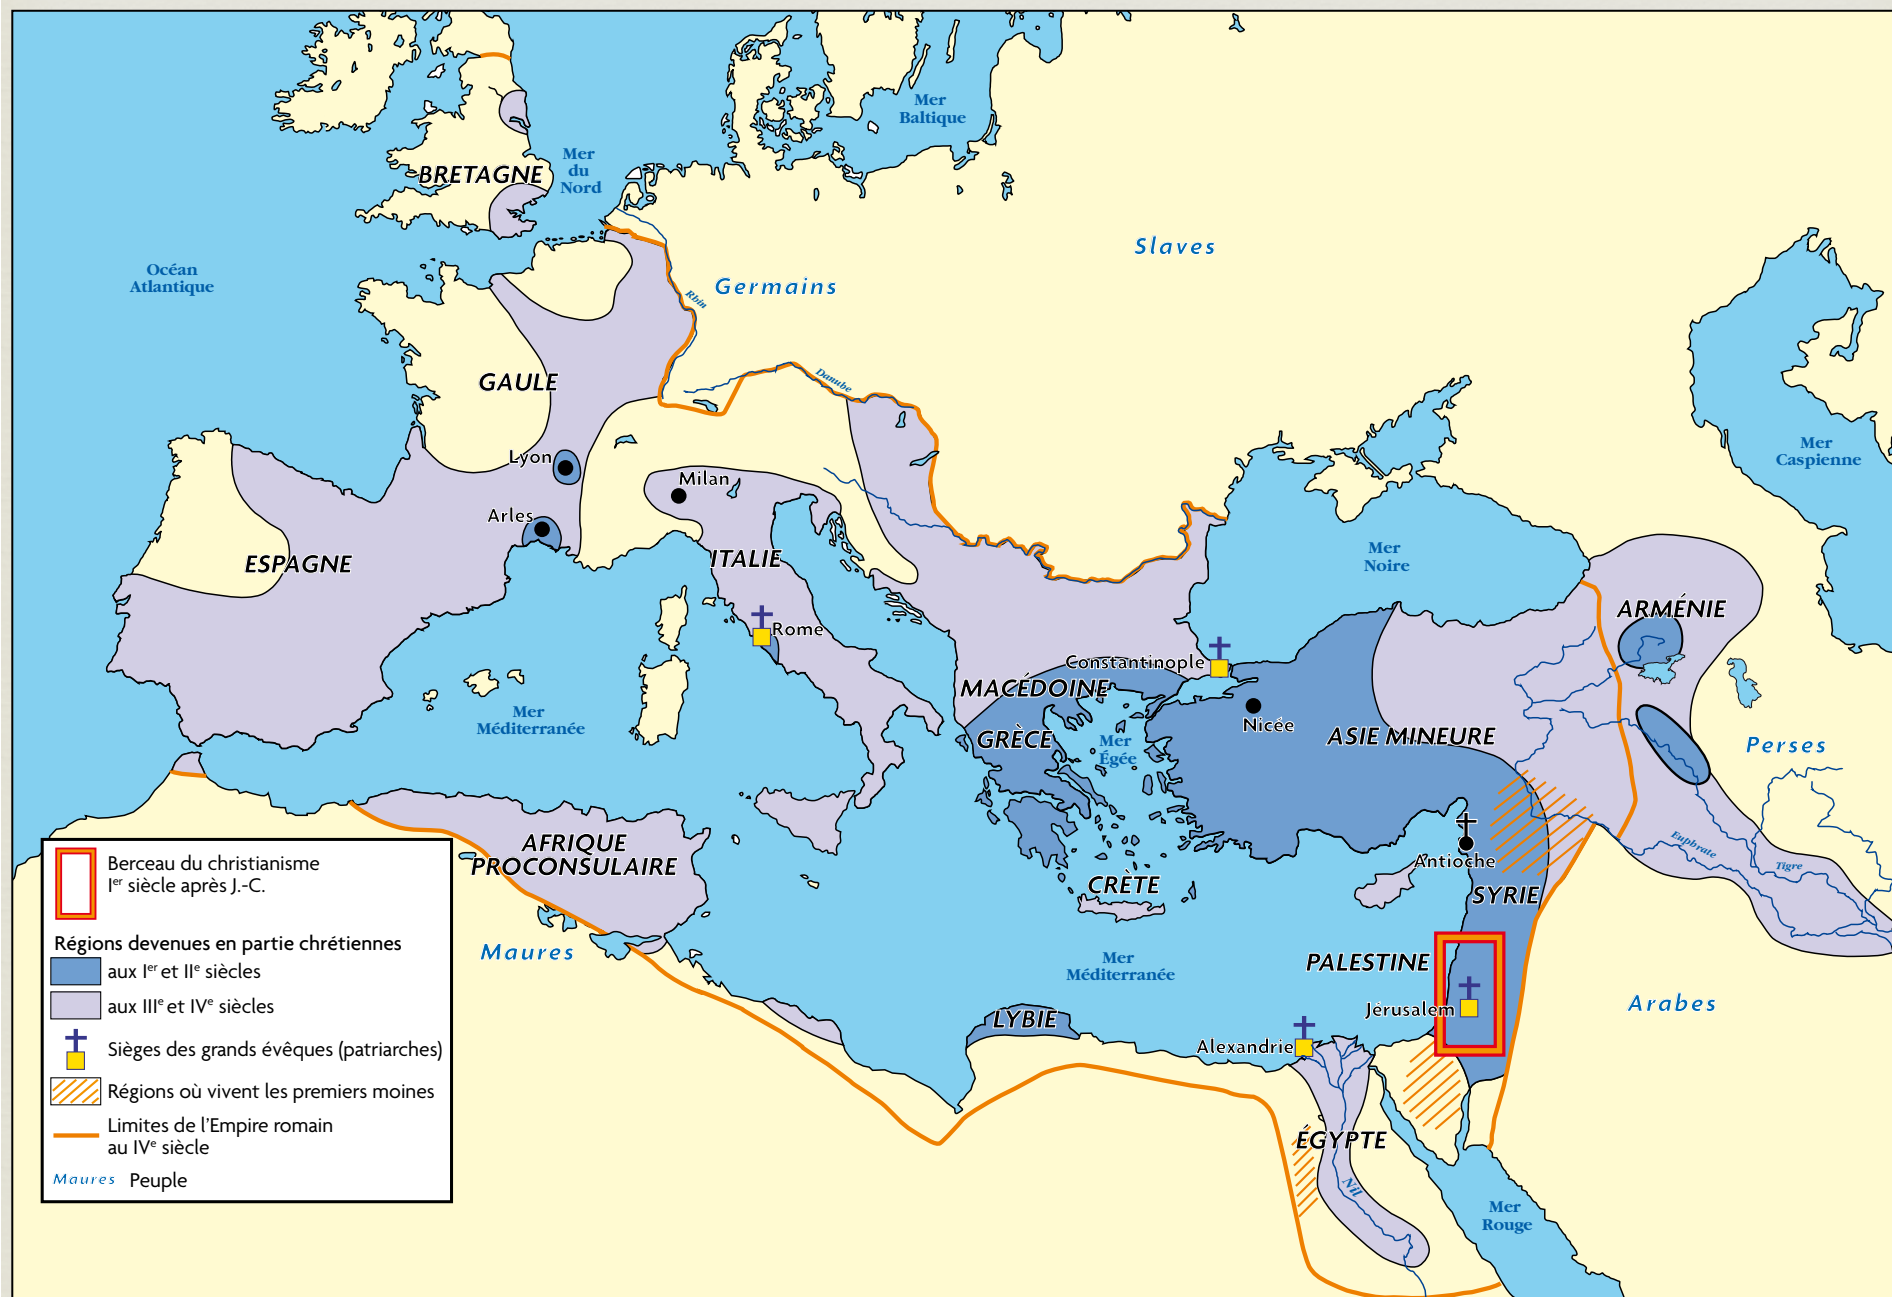 Mer
Baltique
Mer
du
Nord
BRETAGNE
Océan
Atlantique
Slaves
Germains
Rhin
Danube
GAULE
Lyon
Milan
Arles
ESPAGNE
ITALIE
Rome
Mer
Caspienne
Mer
Noire
ARMÉNIE
Constantinople
MACÉDOINE
Nicée
GRÈCE
Mer
Égée
ASIE MINEURE
Perses
Mer
Méditerranée
AFRIQUE
PROCONSULAIRE
CRÈTE
Antioche
SYRIE
Euphrate
Tigre
Maures
Mer
Méditerranée
PALESTINE
Jérusalem
Arabes
LYBIE
Alexandrie
ÉGYPTE
Nil
Mer
Rouge
Berceau du christianisme
Ier siècle après J.-C.
Régions devenues en partie chrétiennes
aux Ier et IIe siècles
aux IIIe et IVe siècles
Sièges des grands évêques (patriarches)
Régions où vivent les premiers moines
Limites de l'Empire romain
au IVe siècle
Maures Peuple